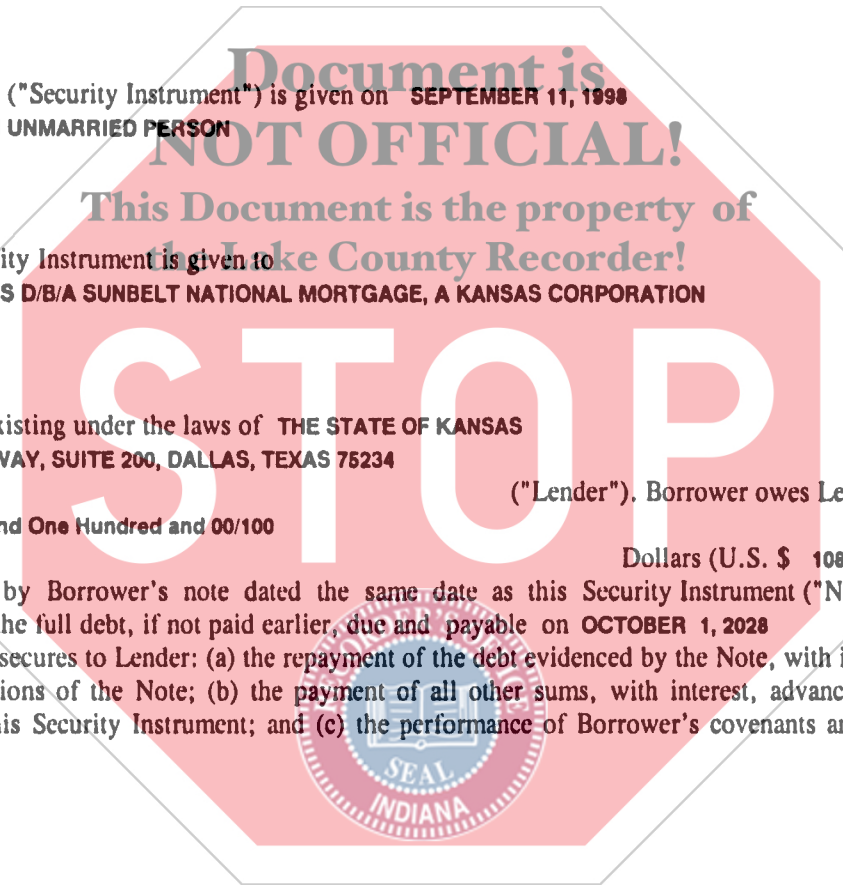 Document is
("Security Instrument") is given on SEPTEMBER 11, 1998
UNMARRIED PERSON
NOT OFFICIAL!
This Document is the property of
the Lake County Recorder!
ity Instrument is given to
S D/B/A SUNBELT NATIONAL MORTGAGE, A KANSAS CORPORATION
STOP
xisting under the laws of THE STATE OF KANSAS
WAY, SUITE 200, DALLAS, TEXAS 75234
("Lender"). Borrower owes Le
nd One Hundred and 00/100
Dollars (U.S. $ 108
by Borrower's note dated the same date as this Security Instrument ("N
he full debt, if not paid earlier, due and payable on OCTOBER 1, 2028
secures to Lender: (a) the repayment of the debt evidenced by the Note, with i
ions of the Note; (b) the payment of all other sums, with interest, advanc
his Security Instrument; and (c) the performance of Borrower's covenants a
RECORDER'S OFFICE
SEAL
INDIANA